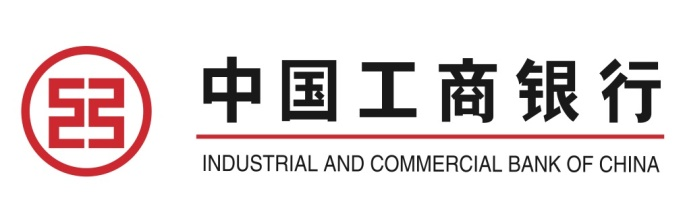 中国工商银行
INDUSTRIAL AND COMMERCIAL BANK OF CHINA